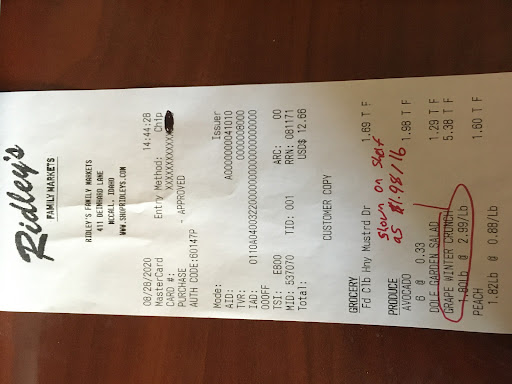 Ridley's
FAMILY MARKETS
RIDLEY'S FAMILY MARKETS
411 DEINHARD LANE
MCCALL, IDAHO
WWW.SHOPRIDLEYS.COM
08/28/2020 14:44:28
MasterCard Entry Method: Chip
CARD #: XXXXXXXXXXXX
PURCHASE - APPROVED
AUTH CODE:60147P
Mode: Issuer
AID: A0000000041010
TVR: 0000008000
IAD:
00OFF
TSI: E800 ARC: 00
MID: 537070 TID: 001 RRN: 081171
Total: USD$ 12.66
CUSTOMER COPY
GROCERY
Fd Clb Hny Mustrd Dr 1.69 T F
Shown on Shelf
as $1.98/lb
PRODUCE
AVOCADO 1.98 T F
6 @ 0.33
DOLE GARDEN SALAD 1.29 T F
GRAPE WINTER CRUNCH 5.38 T F
1.80Lb @ 2.99/Lb
PEACH 1.60 T F
1.82Lb @ 0.88/Lb